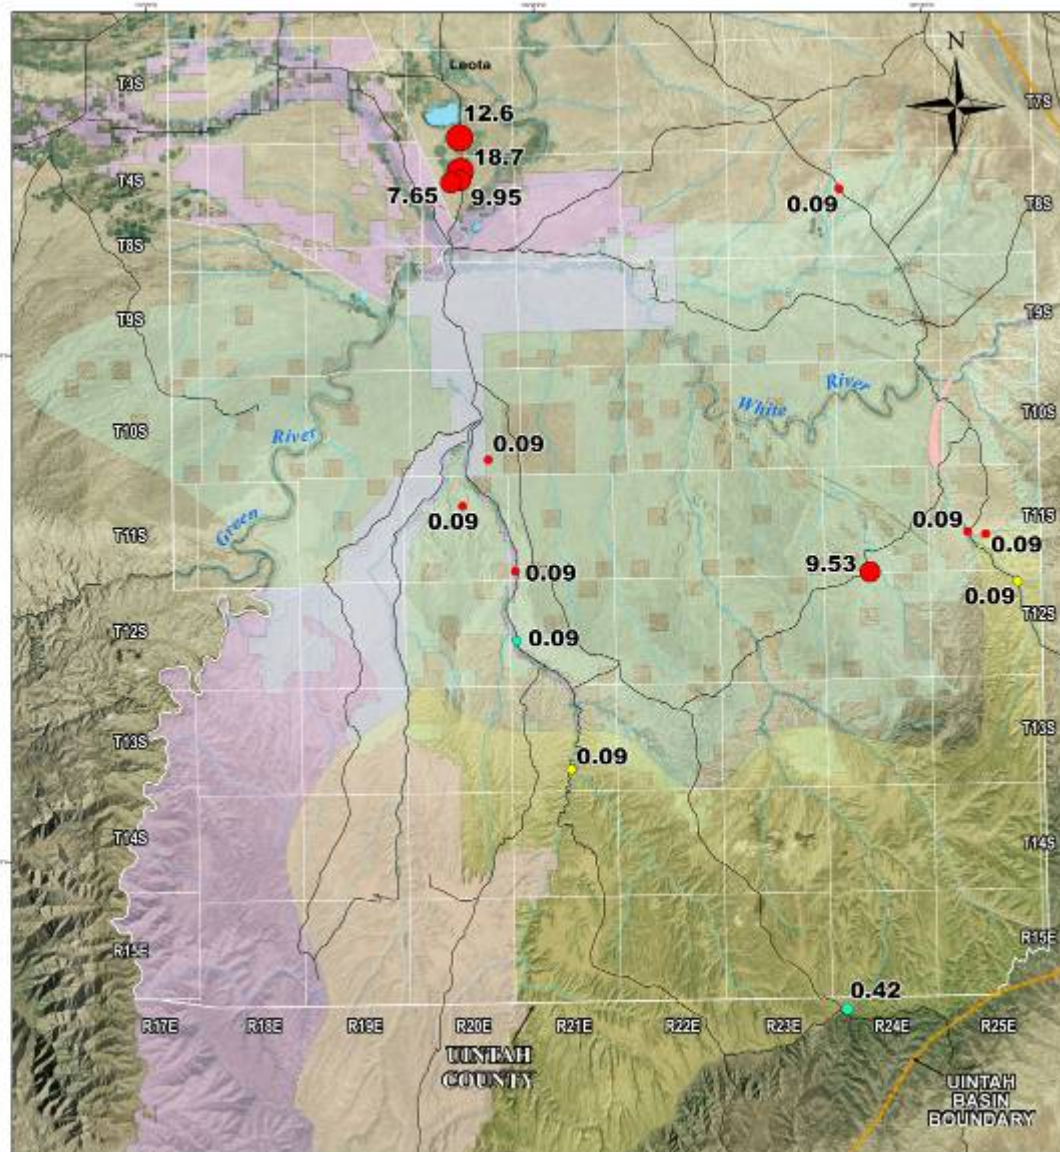 Leota
N
T3S
T7S
12.6
18.7
T4S
7.65
9.95
0.09
T8S
T8S
T9S
T9S
River
White
T10S
T10S
River
0.09
Green
0.09
T11S
T11S
0.09
0.09
0.09
9.53
0.09
T12S
T12S
0.09
T13S
T13S
0.09
T14S
T14S
R15E
R15E
0.42
R17E
R18E
R19E
R20E
R21E
R22E
R23E
R24E
R25E
UINTAH
COUNTY
UINTAH
BASIN
BOUNDARY